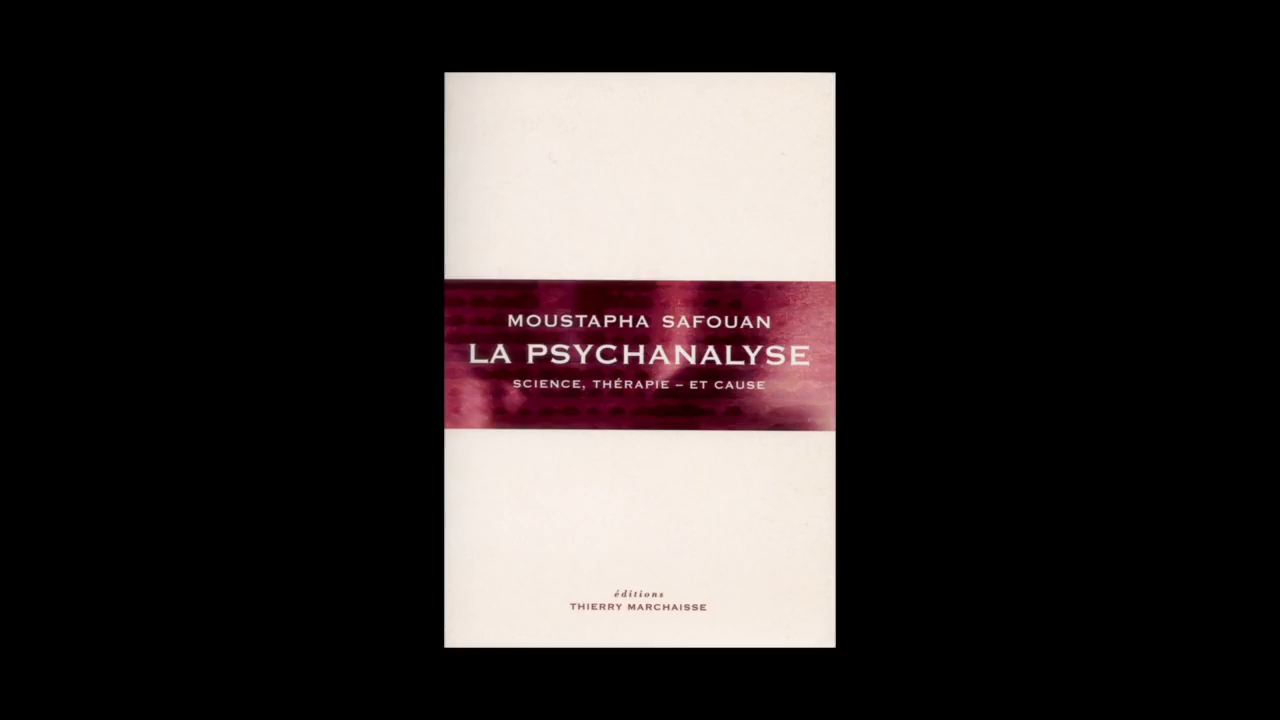 MOUSTAPHA SAFOUAN
LA PSYCHANALYSE
SCIENCE, THÉRAPIE – ET CAUSE
éditions
THIERRY MARCHAISSE